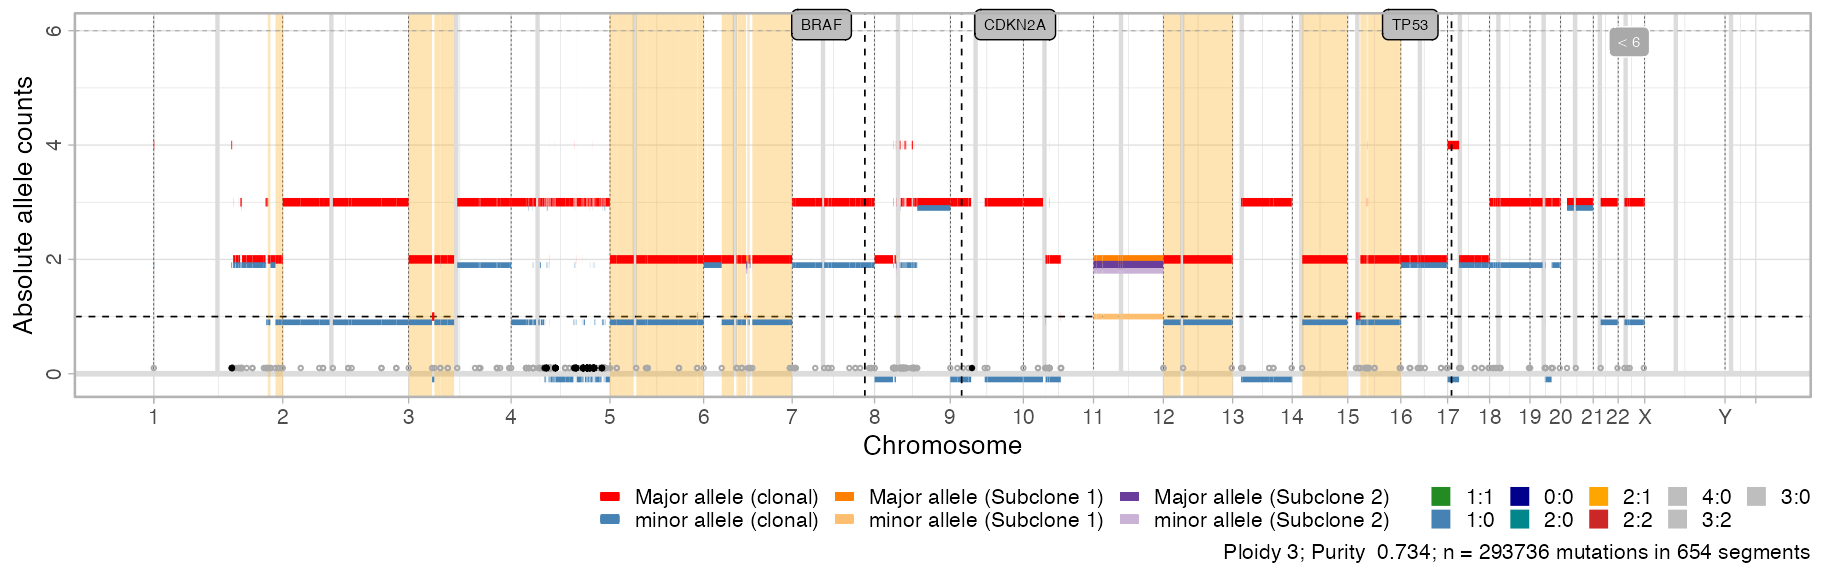 BRAF CDKN2A TP53
< 6
Absolute allele counts
6
4
2
0
1 2 3 4 5 6 7 8 9 10 11 12 13 14 15 16 17 18 19 20 21 22 X Y
Chromosome
Major allele (clonal) Major allele (Subclone 1) Major allele (Subclone 2) 1:1 0:0 2:1 4:0 3:0
minor allele (clonal) minor allele (Subclone 1) minor allele (Subclone 2) 1:0 2:0 2:2 3:2
Ploidy 3; Purity 0.734; n = 293736 mutations in 654 segments